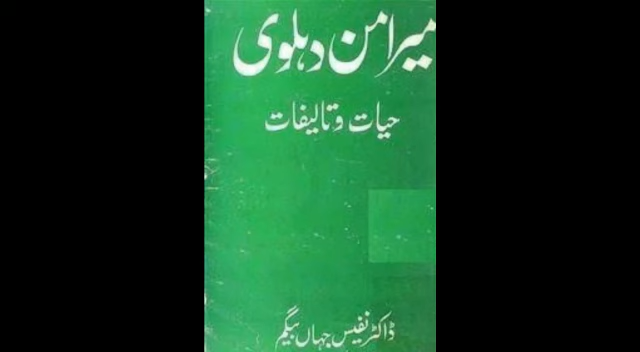 میر امن دہلوی
حیات و تالیفات
ڈاکٹر نفیس جہاں بیگم